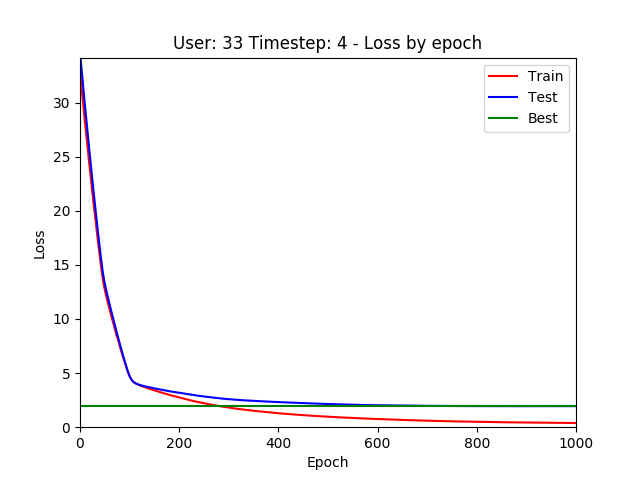 User: 33 Timestep: 4 - Loss by epoch
Train
Test
Best
30
25
20
15
10
5
0
Loss
0 200 400 600 800 1000
Epoch